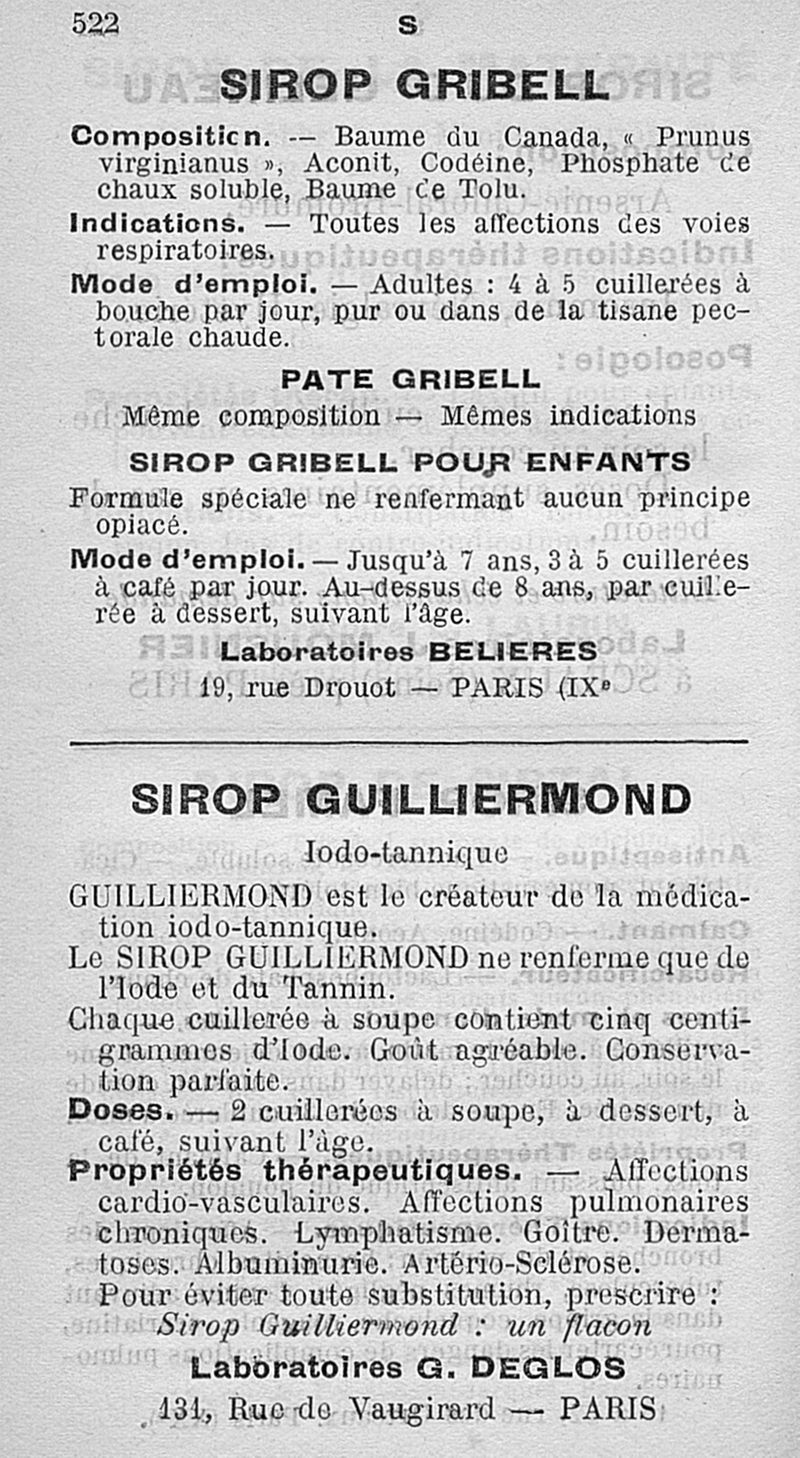 522
S
SIROP GRIBELL
Composition. — Baume du Canada, « Prunus
virginianus », Aconit, Codéine, Phosphate de
chaux soluble, Baume de Tolu.
Indications. — Toutes les affections des voies
respiratoires.
Mode d'emploi. — Adultes : 4 à 5 cuillerées à
bouche par jour, pur ou dans de la tisane pec-
torale chaude.
PATE GRIBELL
Même composition — Mêmes indications
SIROP GRIBELL POUR ENFANTS
Formule spéciale ne renfermant aucun principe
opiacé.
Mode d'emploi. — Jusqu'à 7 ans, 3 à 5 cuillerées
à café par jour. Au-dessus de 8 ans, par cuille-
rée à dessert, suivant l'âge.
Laboratoires BELIERES
19, rue Drouot — PARIS (IXe
SIROP GUILLIERMOND
Iodo-tannique
GUILLIERMOND est le créateur de la médica-
tion iodo-tannique.
Le SIROP GUILLIERMOND ne renferme que de
l'Iode et du Tannin.
Chaque cuillerée à soupe contient cinq centi-
grammes d'Iode. Goût agréable. Conserva-
tion parfaite.
Doses. — 2 cuillerées à soupe, à dessert, à
café, suivant l'âge.
Propriétés thérapeutiques. — Affections
cardio-vasculaires. Affections pulmonaires
chroniques. Lymphatisme. Goître. Derma-
toses. Albuminurie. Artério-Sclérose.
Pour éviter toute substitution, prescrire :
Sirop Guilliermond : un flacon
Laboratoires G. DEGLOS
131, Rue de Vaugirard — PARIS